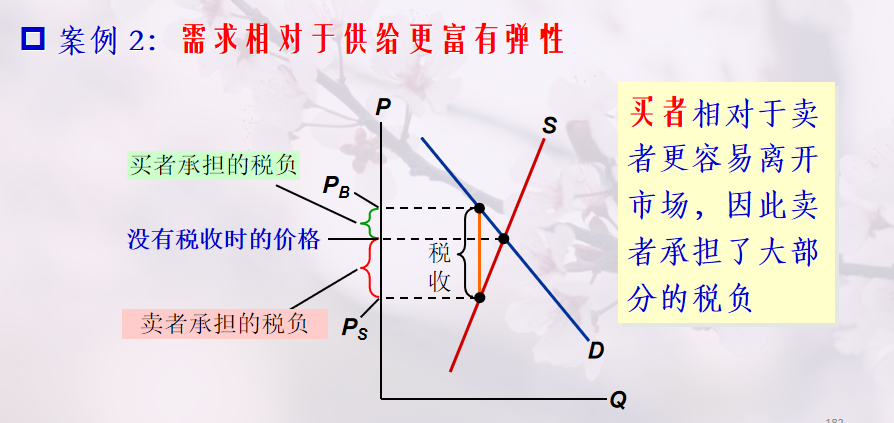 案例 2：需求相对于供给更富有弹性
P
S
买者承担的税负
PB
没有税收时的价格
税
收
卖者承担的税负
PS
D
Q
买者相对于卖
者更容易离开
市场，因此卖
者承担了大部
分的税负